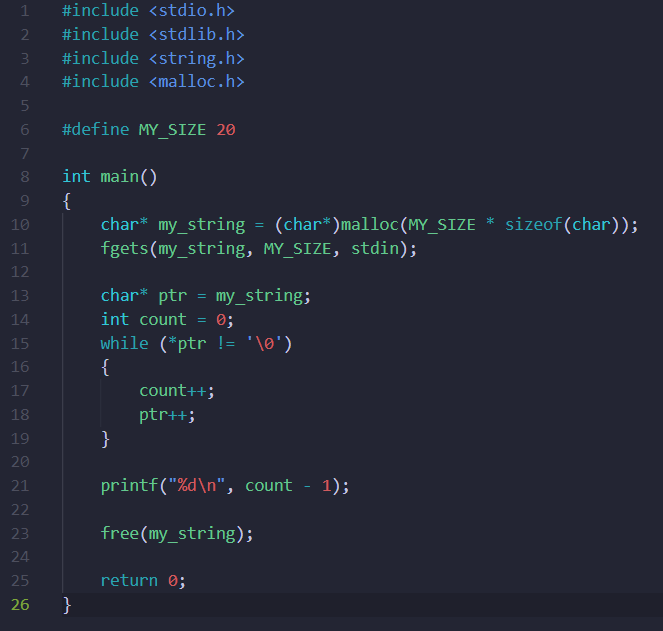 1 #include <stdio.h>
2 #include <stdlib.h>
3 #include <string.h>
4 #include <malloc.h>
5
6 #define MY_SIZE 20
7
8 int main()
9 {
10     char* my_string = (char*)malloc(MY_SIZE * sizeof(char));
11     fgets(my_string, MY_SIZE, stdin);
12
13     char* ptr = my_string;
14     int count = 0;
15     while (*ptr != '\0')
16     {
17         count++;
18         ptr++;
19     }
20
21     printf("%d\n", count - 1);
22
23     free(my_string);
24
25     return 0;
26 }